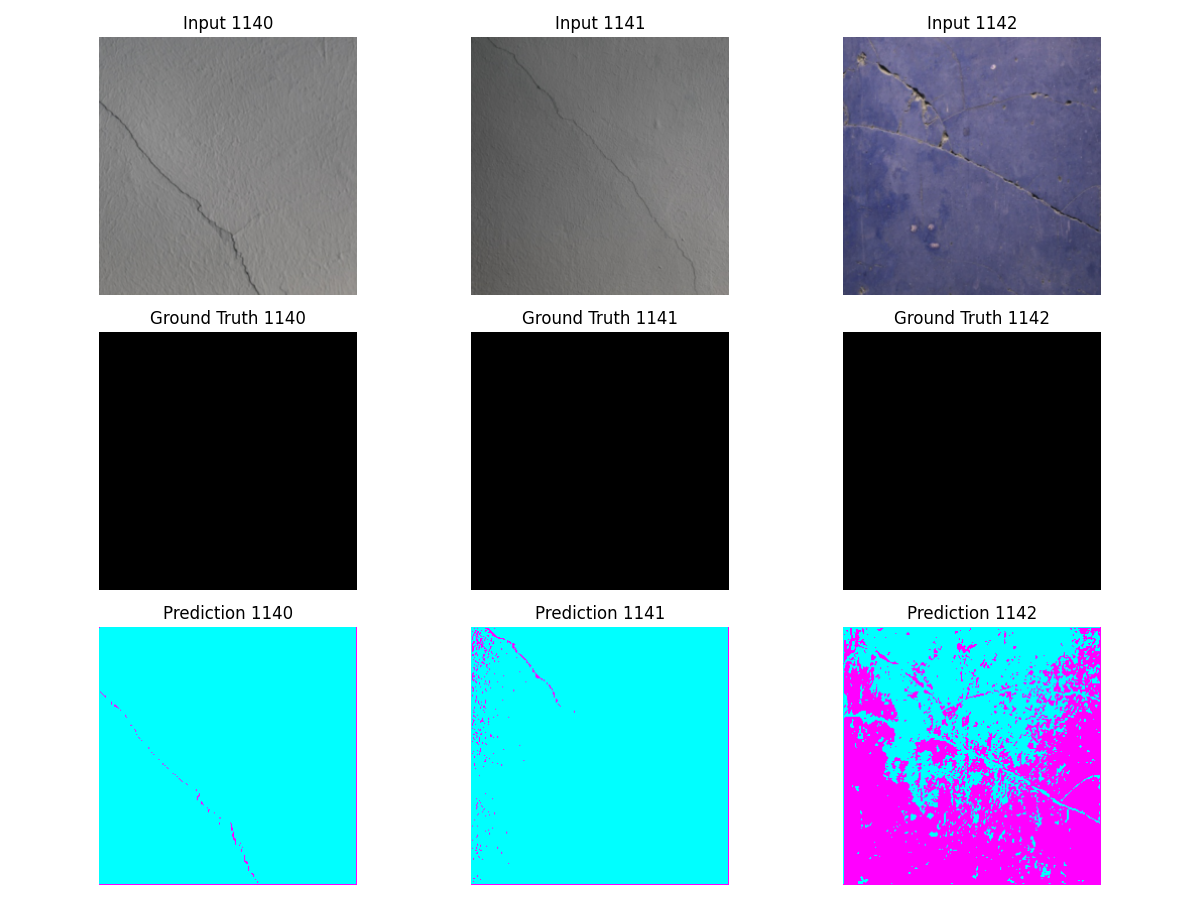 Input 1140
Input 1141
Input 1142
Ground Truth 1140
Ground Truth 1141
Ground Truth 1142
Prediction 1140
Prediction 1141
Prediction 1142